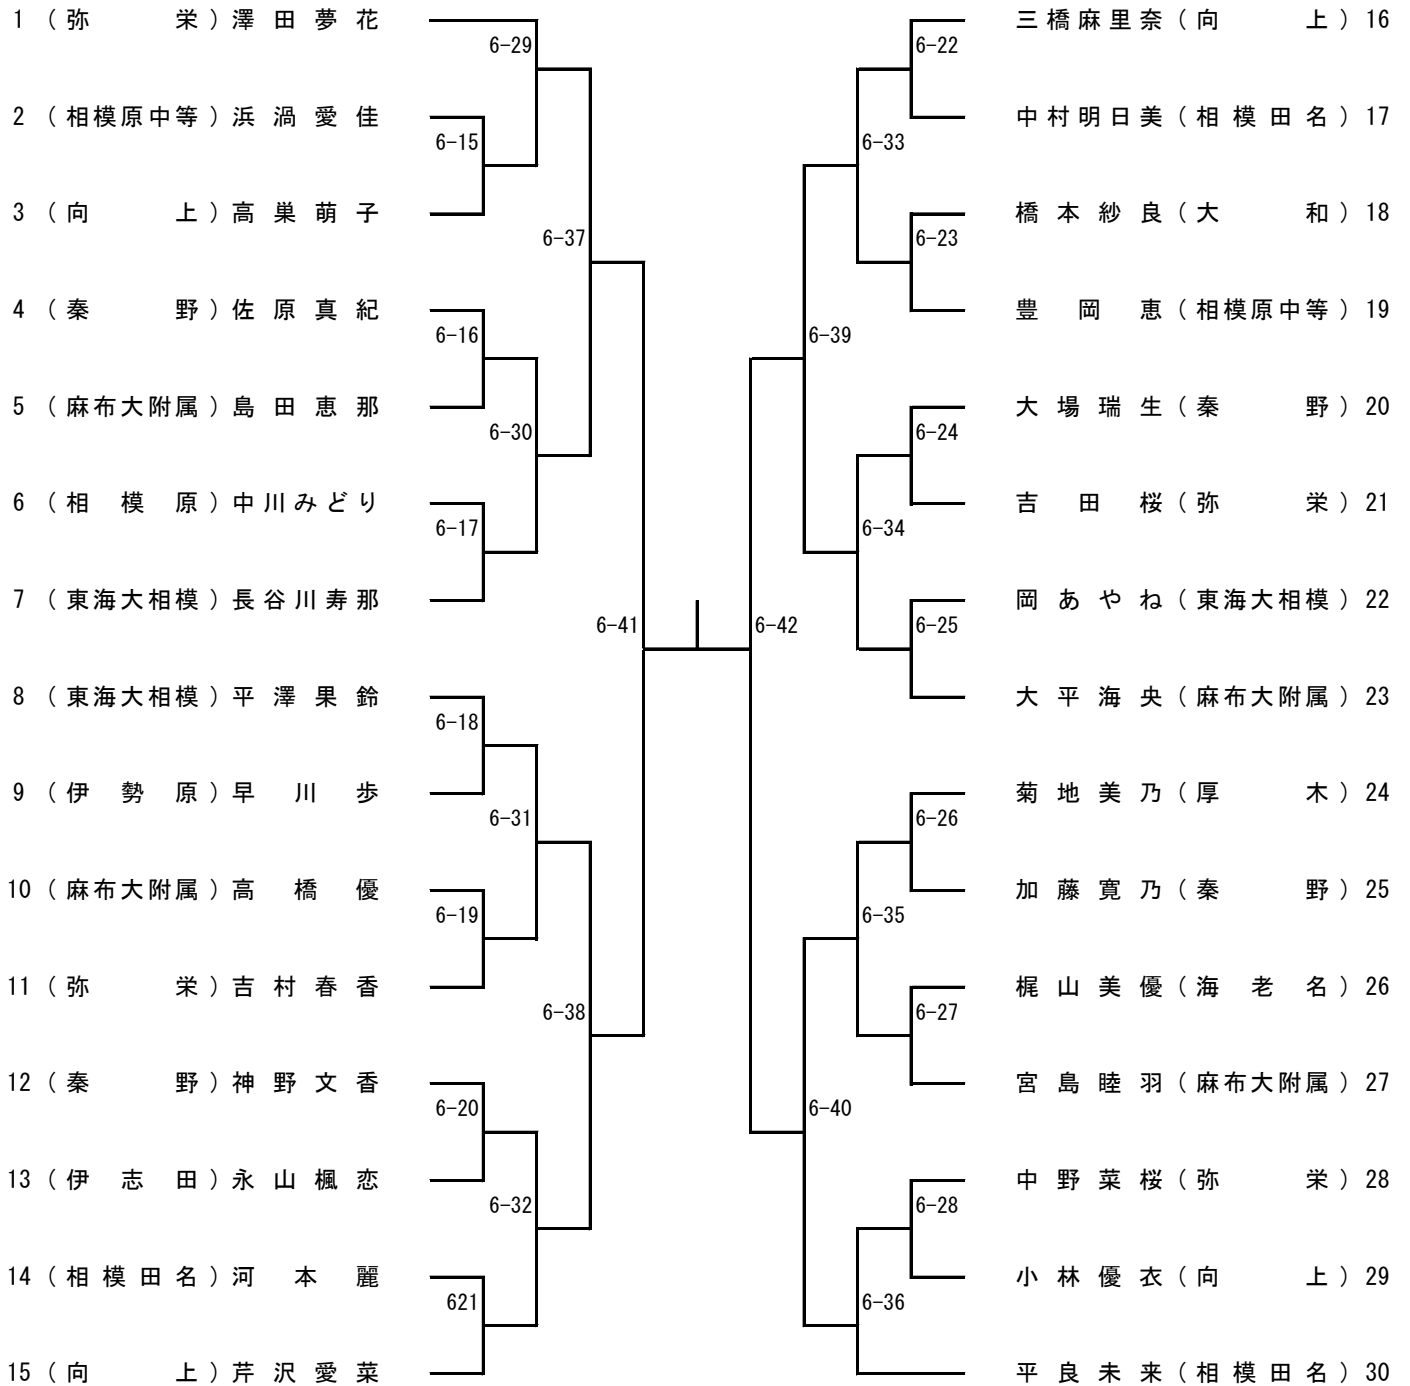 1 (弥栄) 澤田夢花
6-29
2 (相模原中等) 浜渦愛佳
6-15
3 (向上) 高巣萌子
6-37
4 (秦野) 佐原真紀
6-16
5 (麻布大附属) 島田恵那
6-30
6 (相模原) 中川みどり
6-17
7 (東海大相模) 長谷川寿那
6-41
8 (東海大相模) 平澤果鈴
6-18
9 (伊勢原) 早川歩
6-31
10 (麻布大附属) 高橋優
6-19
11 (弥栄) 吉村春香
6-38
12 (秦野) 神野文香
6-20
13 (伊志田) 永山楓恋
6-32
14 (相模田名) 河本麗
621
15 (向上) 芹沢愛菜
三橋麻里奈 (向上) 16
6-22
中村明日美 (相模田名) 17
6-33
橋本紗良 (大和) 18
6-23
豊岡恵 (相模原中等) 19
6-39
大場瑞生 (秦野) 20
6-24
吉田桜 (弥栄) 21
6-34
岡あやね (東海大相模) 22
6-25
6-42
大平海央 (麻布大附属) 23
菊地美乃 (厚木) 24
6-26
加藤寛乃 (秦野) 25
6-35
梶山美優 (海老名) 26
6-27
宮島睦羽 (麻布大附属) 27
6-40
中野菜桜 (弥栄) 28
6-28
小林優衣 (向上) 29
6-36
平良未来 (相模田名) 30